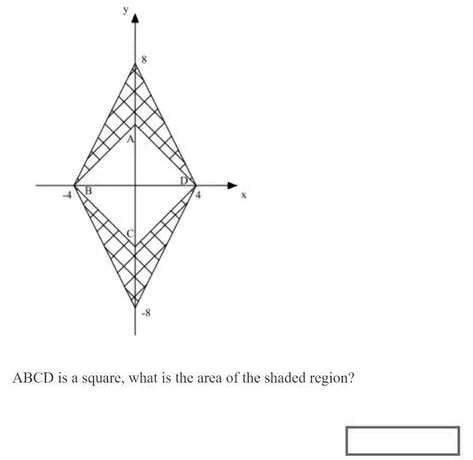 y
8
A
D
-4
B
4
x
C
-8
ABCD is a square, what is the area of the shaded region?